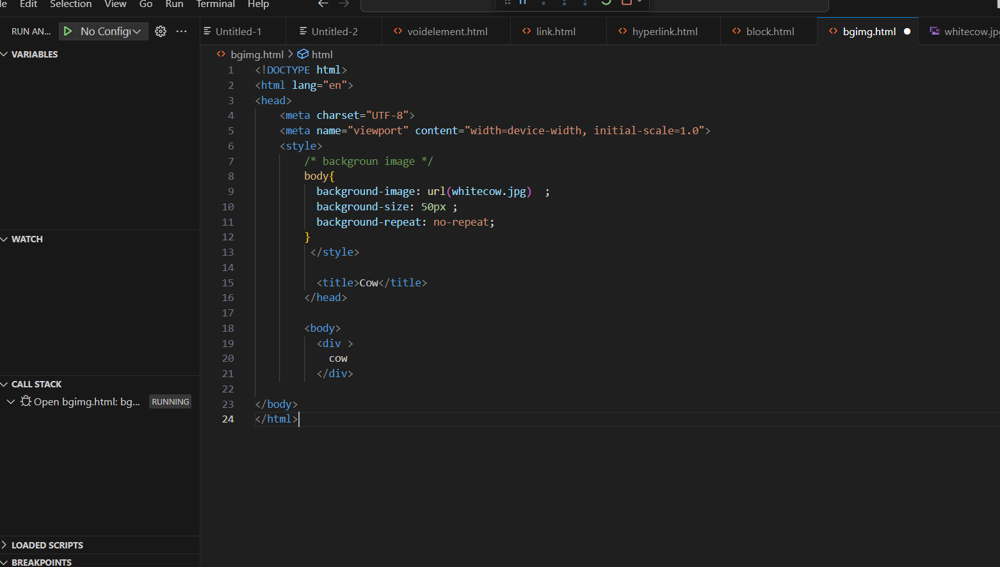 Edit Selection View Go Run Terminal Help
RUN AN... No Config
Untitled-1 Untitled-2 voidelement.html link.html hyperlink.html block.html bgimg.html
VARIABLES
WATCH
CALL STACK
Open bgimg.html: bg... RUNNING
LOADED SCRIPTS
BREAKPOINTS
bgimg.html > html
1 <!DOCTYPE html>
2 <html lang="en">
3 <head>
4 <meta charset="UTF-8">
5 <meta name="viewport" content="width=device-width, initial-scale=1.0">
6 <style>
7 /* backgroun image */
8 body{
9 background-image: url(whitecow.jpg)  ;
10 background-size: 50px ;
11 background-repeat: no-repeat;
12 }
13 </style>
14
15 <title>Cow</title>
16 </head>
17
18 <body>
19 <div >
20 cow
21 </div>
22
23 </body>
24 </html>